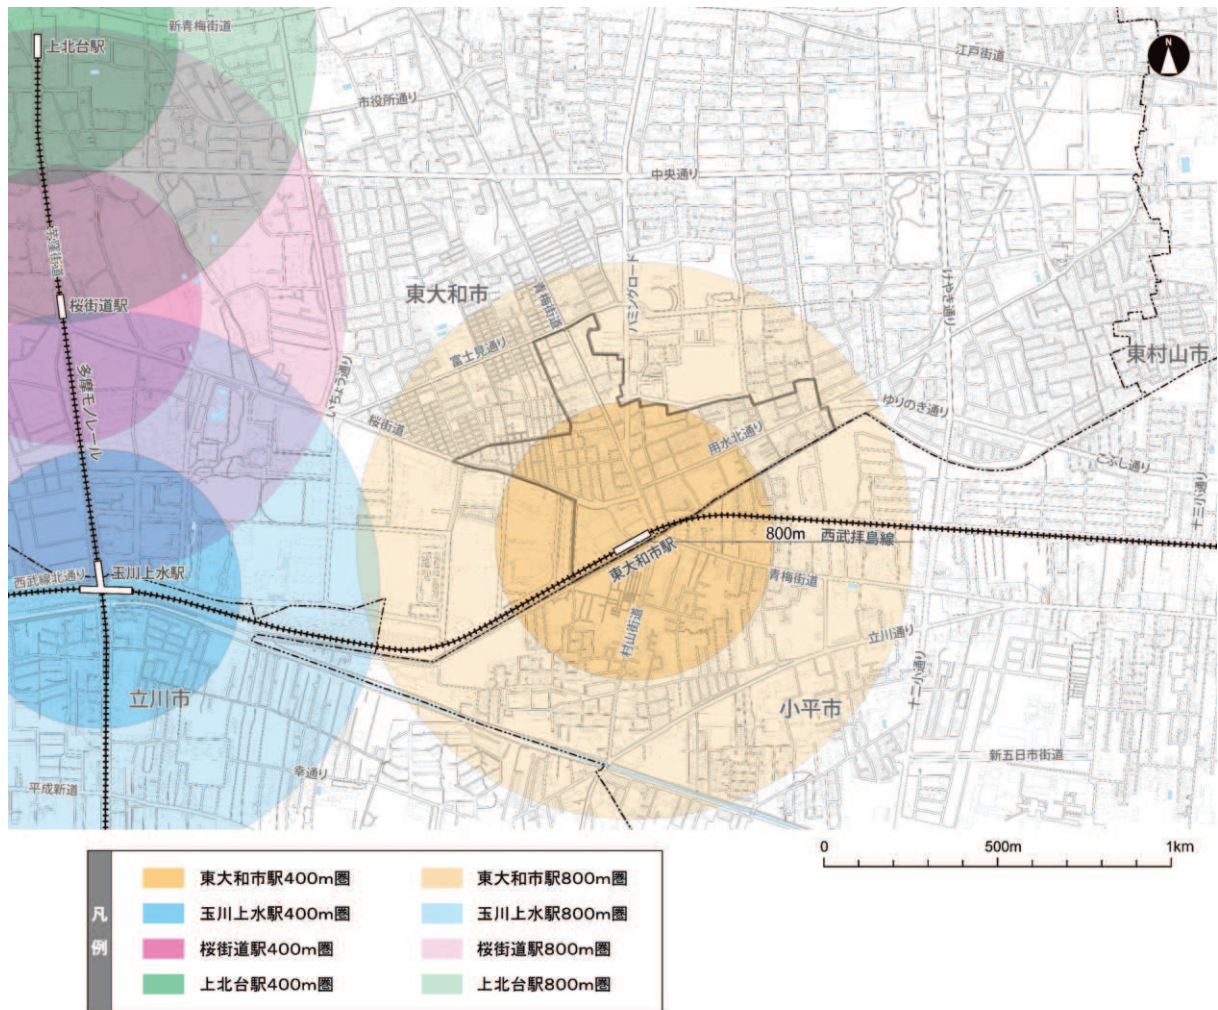 新青梅街道
上北台駅
江戸街道
N
市役所通り
中央通り
芋窪街道
桜街道駅
東大和市
青梅街道
ハミングロード
けやき通り
富士見通り
東村山市
いちょう通り
桜街道
多摩モノレール
用水北通り
ゆりのき通り
こぶし通り
十三小通り
800m
西武拝島線
東大和市駅
西武線北通り
玉川上水駅
青梅街道
村山街道
立川通り
十二小通り
立川市
小平市
新五日市街道
幸通り
平成新道
0 500m 1km
凡例
東大和市駅400m圏
東大和市駅800m圏
玉川上水駅400m圏
玉川上水駅800m圏
桜街道駅400m圏
桜街道駅800m圏
上北台駅400m圏
上北台駅800m圏